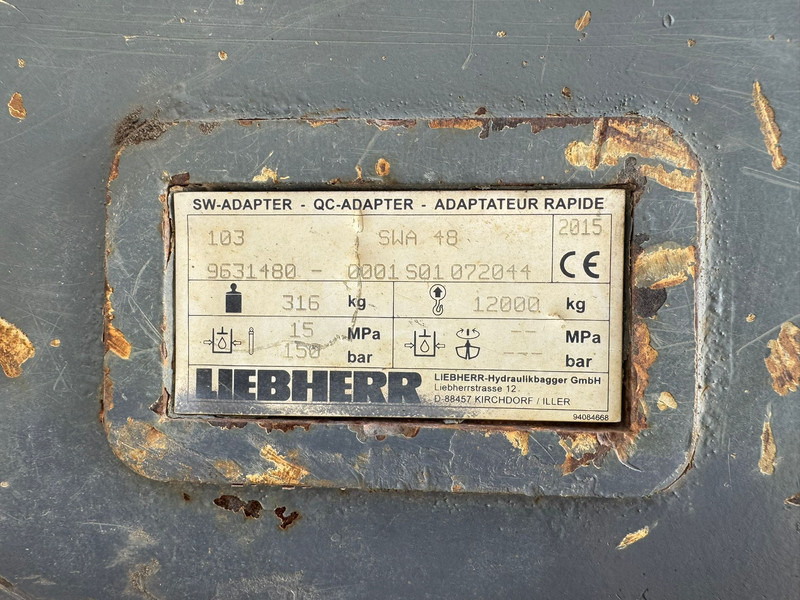 SW-ADAPTER - QC-ADAPTER - ADAPTATEUR RAPIDE
103 SWA 48 2015
9631480 - 0001 S01 072044 CE
316 kg 12000 kg
15 MPa -- MPa
150 bar --- bar
LIEBHERR
LIEBHERR-Hydraulikbagger GmbH
Liebherrstrasse 12
D-88457 KIRCHDORF / ILLER
94084668